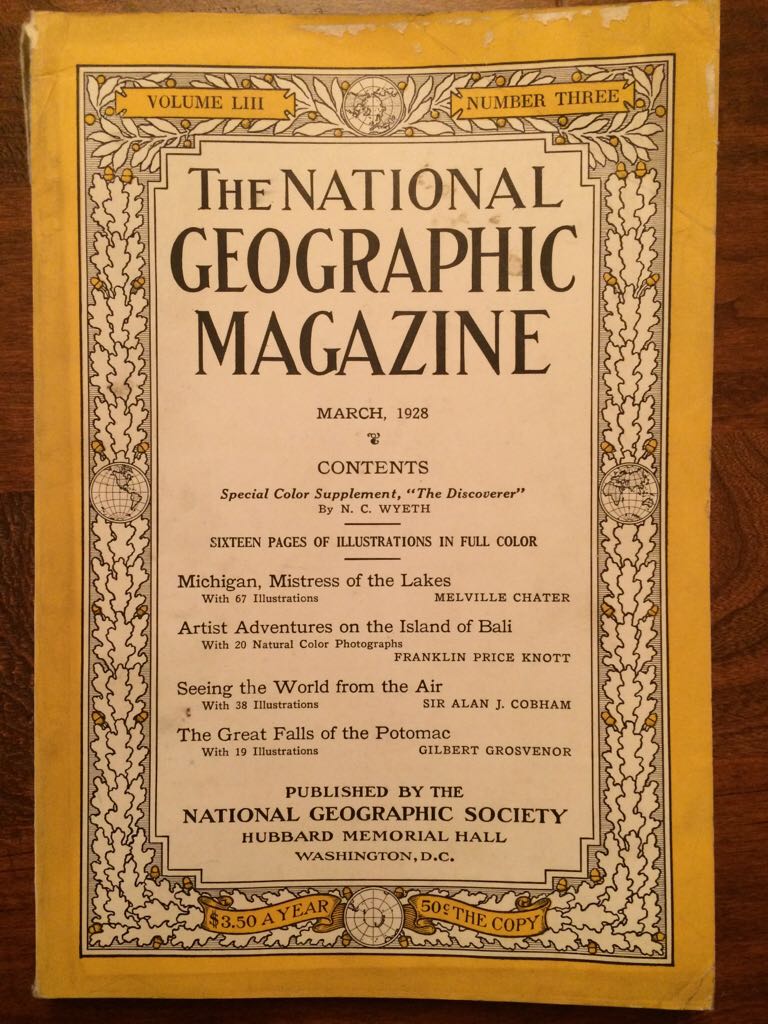 VOLUME LIII
NUMBER THREE
THE NATIONAL
GEOGRAPHIC
MAGAZINE
MARCH, 1928
CONTENTS
Special Color Supplement, "The Discoverer"
By N. C. WYETH
SIXTEEN PAGES OF ILLUSTRATIONS IN FULL COLOR
Michigan, Mistress of the Lakes
With 67 Illustrations MELVILLE CHATER
Artist Adventures on the Island of Bali
With 20 Natural Color Photographs
FRANKLIN PRICE KNOTT
Seeing the World from the Air
With 38 Illustrations SIR ALAN J. COBHAM
The Great Falls of the Potomac
With 19 Illustrations GILBERT GROSVENOR
PUBLISHED BY THE
NATIONAL GEOGRAPHIC SOCIETY
HUBBARD MEMORIAL HALL
WASHINGTON, D.C.
$3.50 A YEAR
50¢ THE COPY